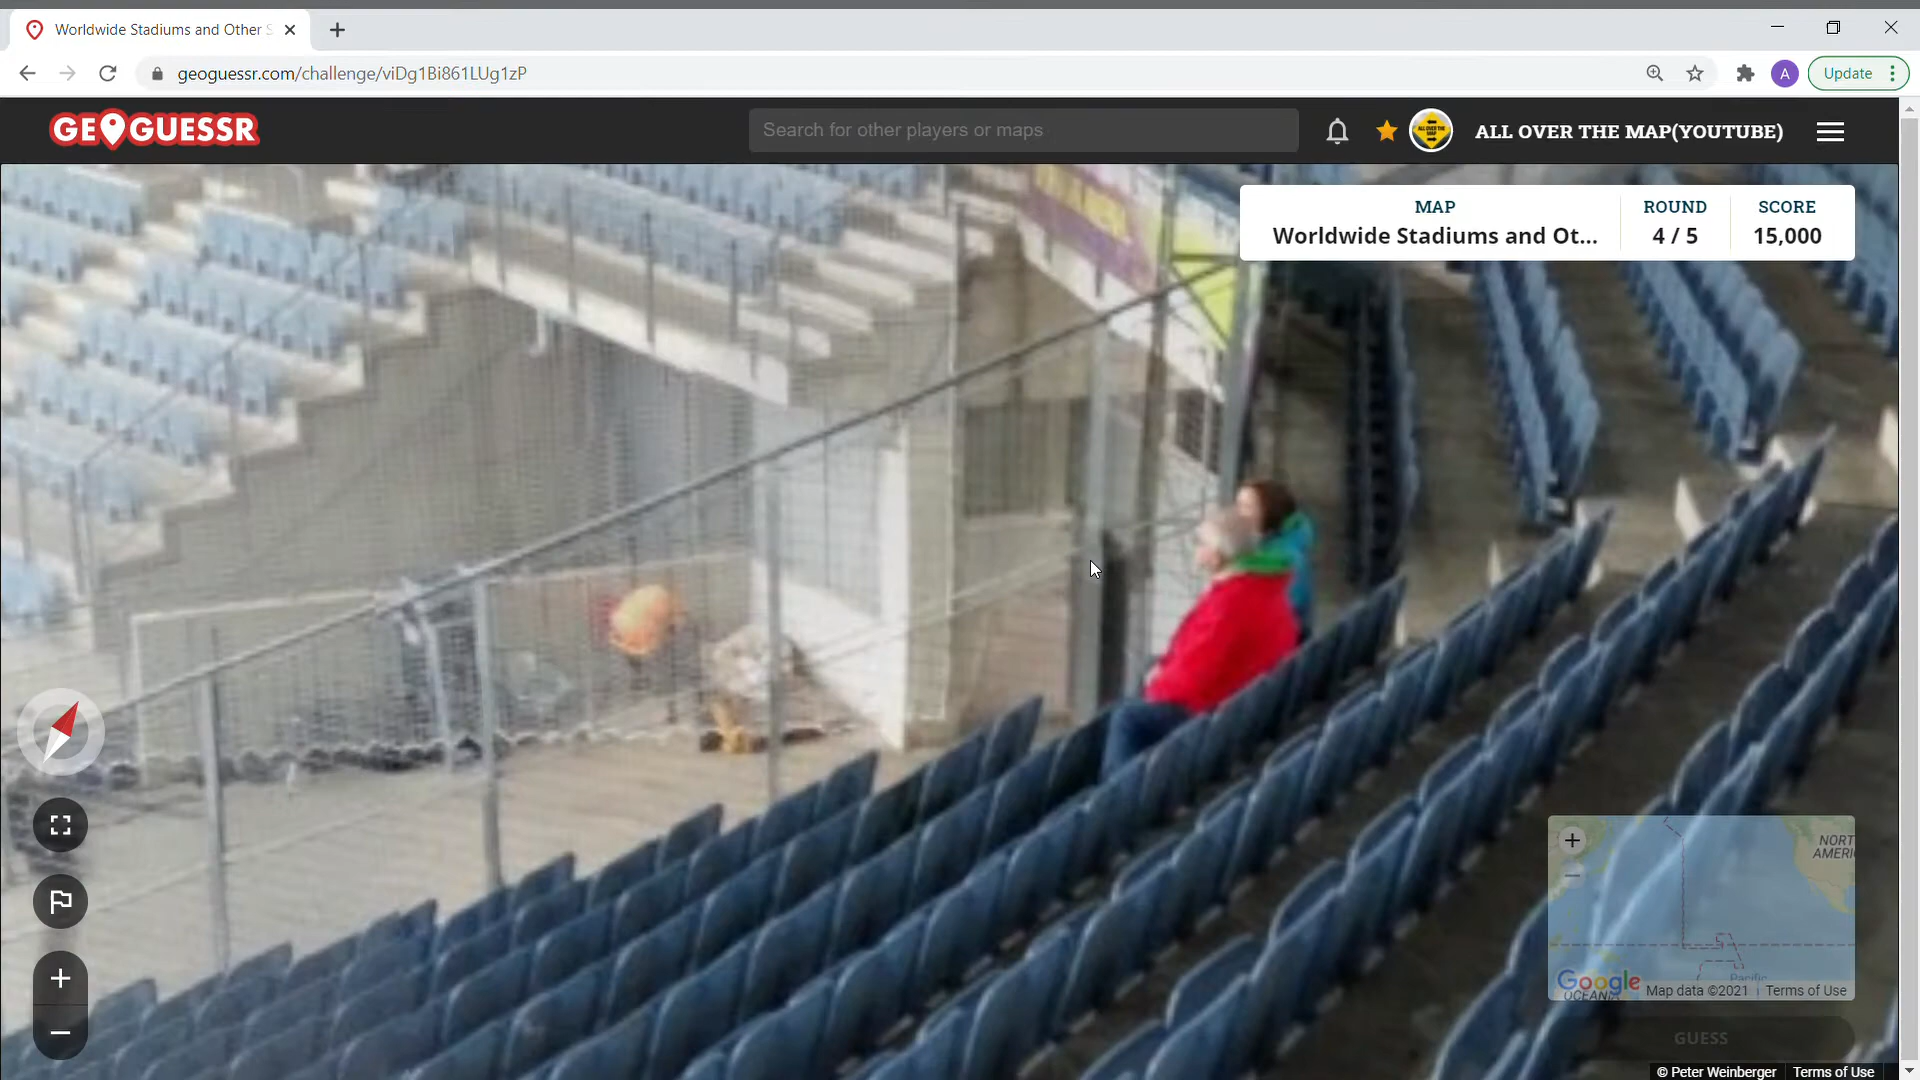 Worldwide Stadiums and Other S
geoguessr.com/challenge/viDg1Bi861LUg1zP
A
Update
GEOGUESSR
Search for other players or maps
ALL OVER THE MAP(YOUTUBE)
MAP
ROUND
SCORE
Worldwide Stadiums and Ot...
4 / 5
15,000
NORT
AMERI
Pacific
OCEANIA
Google
Map data ©2021
Terms of Use
GUESS
© Peter Weinberger
Terms of Use